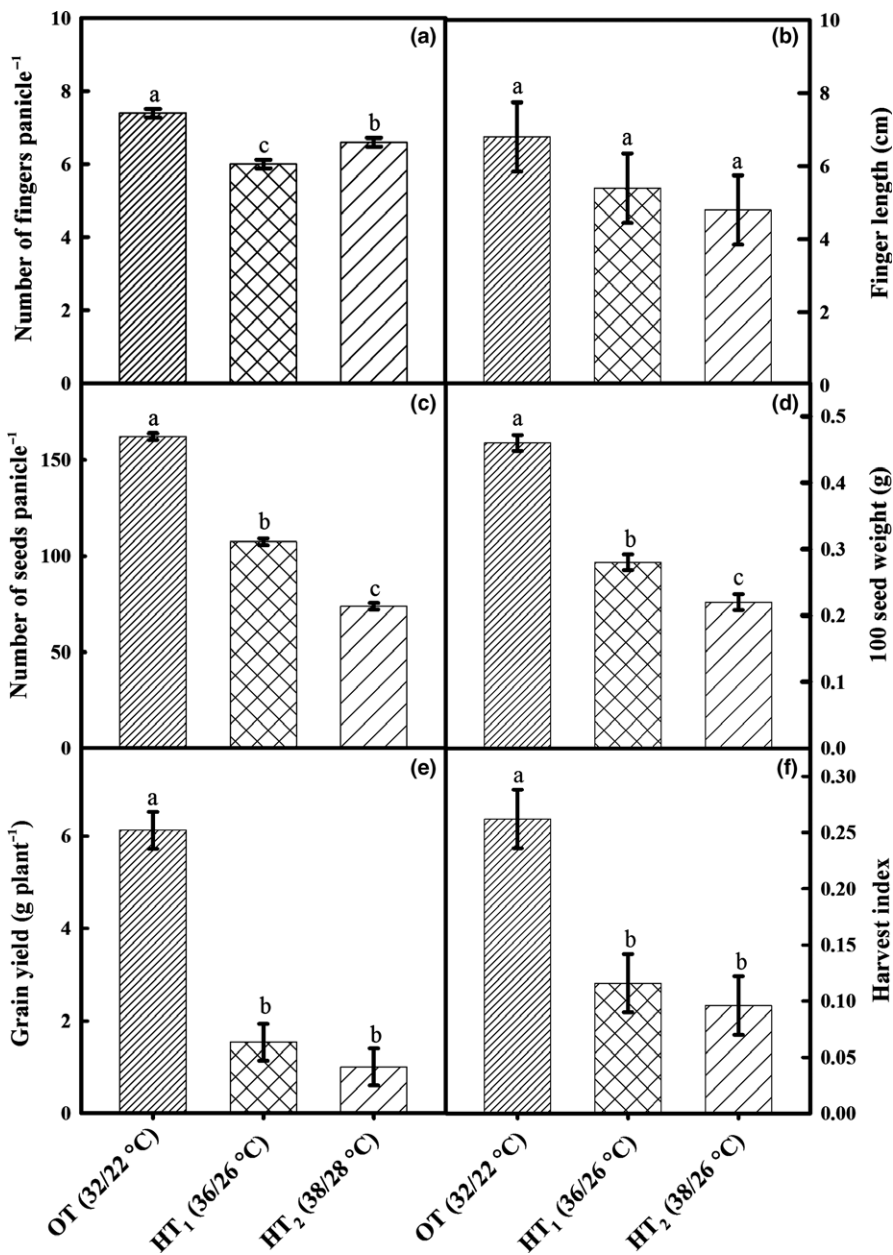 10
8
6
4
2
0
Number of fingers panicle⁻¹
(a)
a
c
b
(b)
a
a
a
10
8
6
4
2
0
Finger length (cm)
150
100
50
0
Number of seeds panicle⁻¹
(c)
a
b
c
(d)
a
b
c
0.5
0.4
0.3
0.2
0.1
0.0
100 seed weight (g)
6
4
2
0
Grain yield (g plant⁻¹)
(e)
a
b
b
(f)
a
b
b
0.30
0.25
0.20
0.15
0.10
0.05
0.00
Harvest index
OT (32/22 °C)
HT₁ (36/26 °C)
HT₂ (38/28 °C)
OT (32/22 °C)
HT₁ (36/26 °C)
HT₂ (38/26 °C)